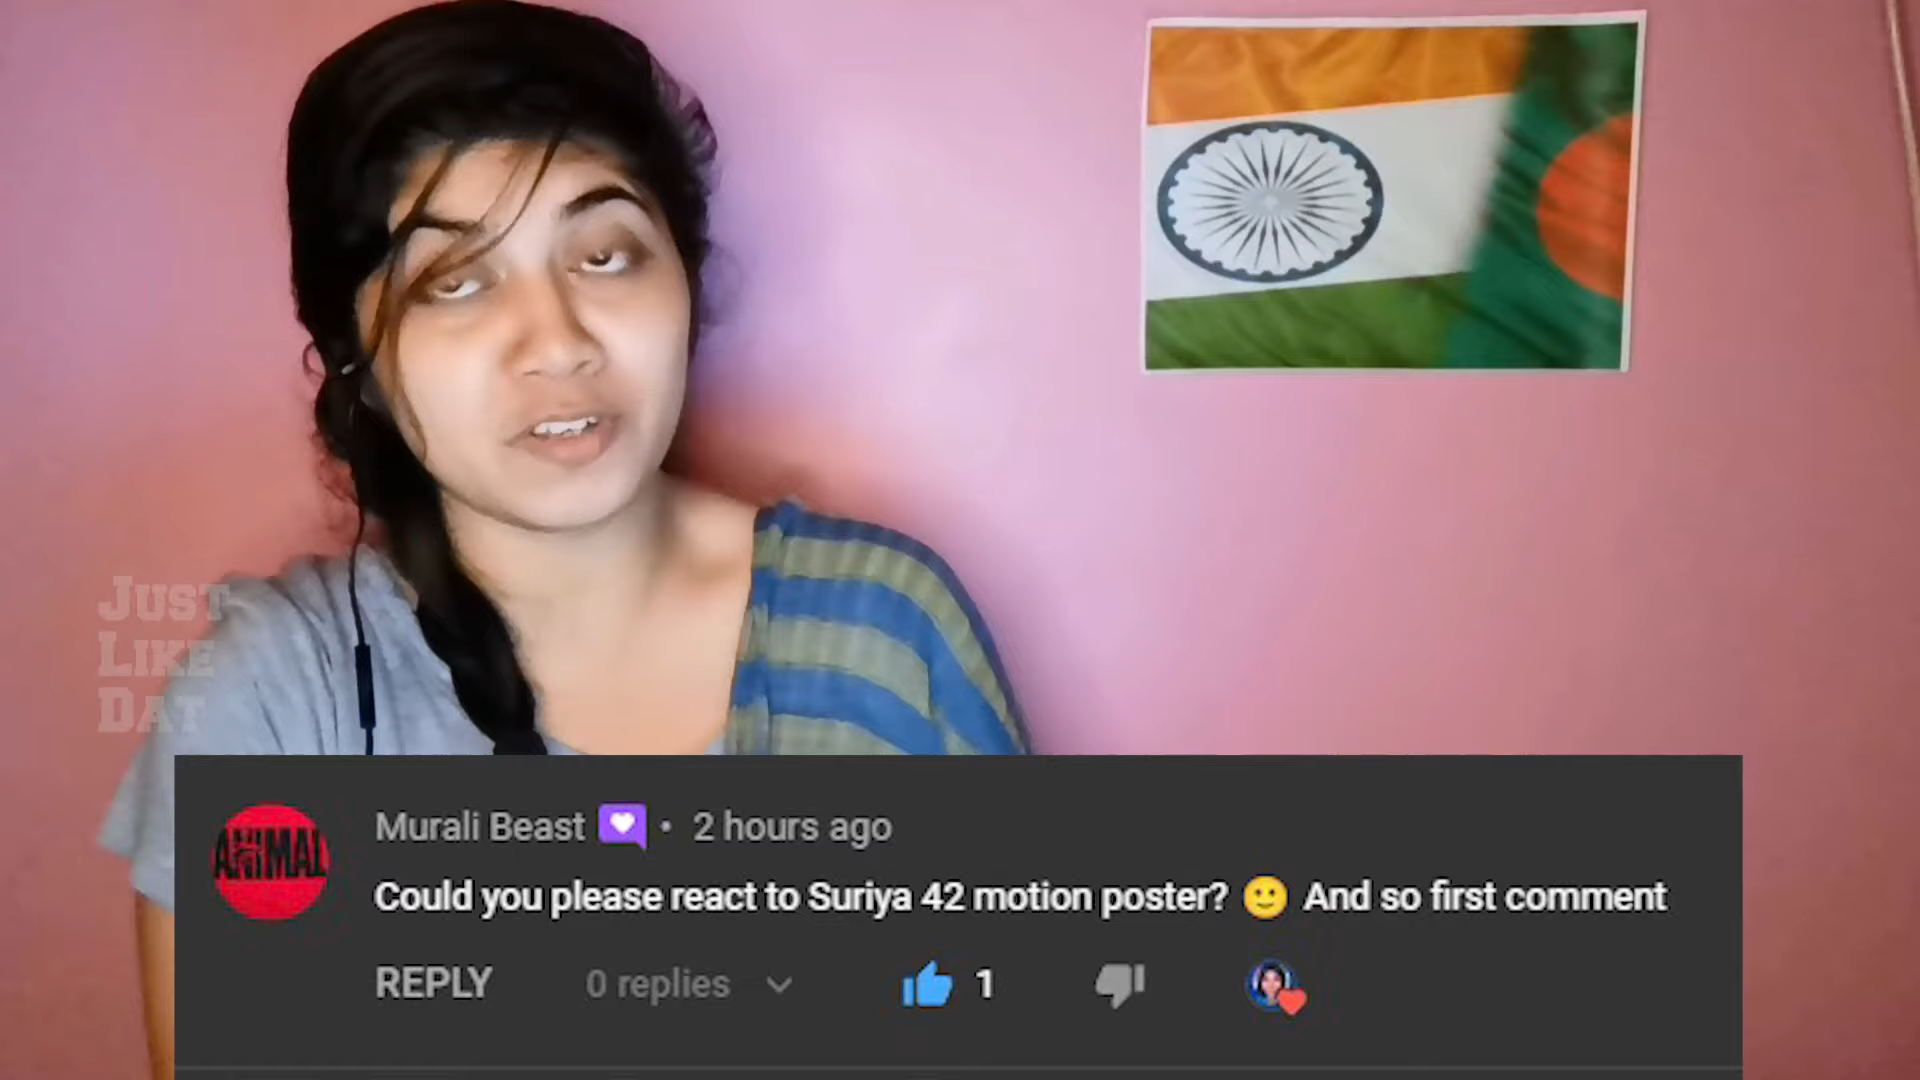 JUST
LIKE
DAT
ANIMAL
Murali Beast • 2 hours ago
Could you please react to Suriya 42 motion poster? 🙂 And so first comment
REPLY 0 replies 1